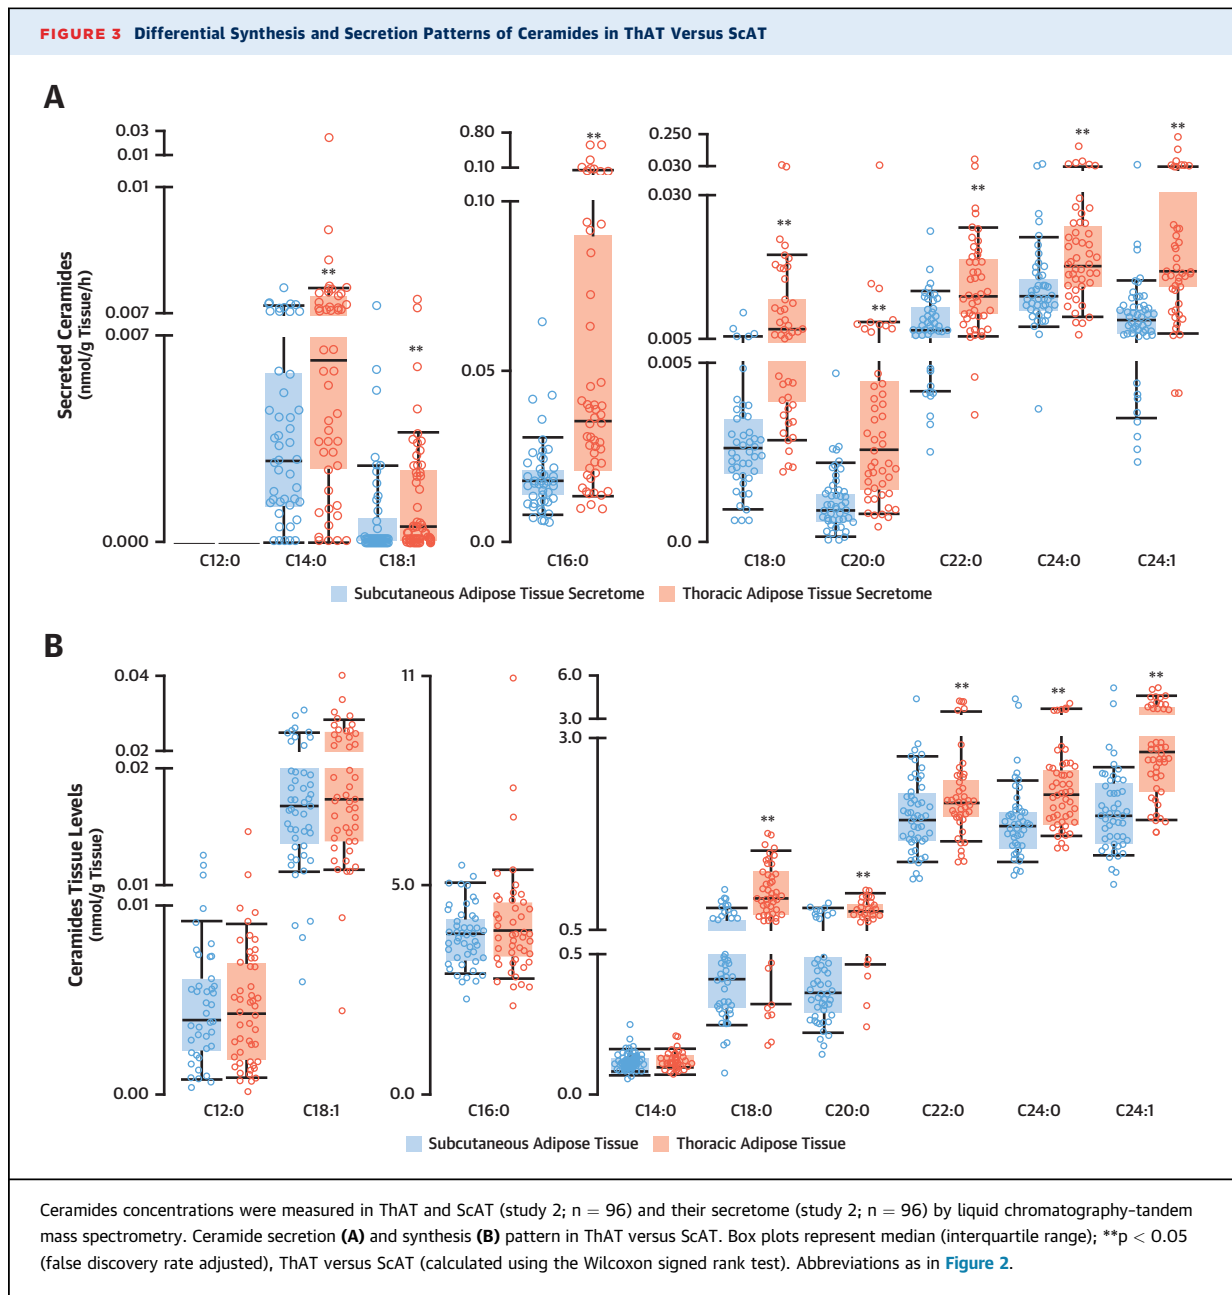 FIGURE 3 Differential Synthesis and Secretion Patterns of Ceramides in ThAT Versus ScAT
A
Secreted Ceramides
(nmol/g Tissue/h)
0.03
0.01
0.01
0.007
0.007
0.000
0.80
0.10
0.10
0.05
0.0
0.250
0.030
0.030
0.005
0.005
0.0
**
**
**
**
**
**
**
**
C12:0
C14:0
C18:1
C16:0
C18:0
C20:0
C22:0
C24:0
C24:1
Subcutaneous Adipose Tissue Secretome
Thoracic Adipose Tissue Secretome
B
Ceramides Tissue Levels
(nmol/g Tissue)
0.04
0.02
0.02
0.01
0.01
0.00
11
5.0
0.0
6.0
3.0
3.0
0.5
0.5
0.0
**
**
**
**
**
C12:0
C18:1
C16:0
C14:0
C18:0
C20:0
C22:0
C24:0
C24:1
Subcutaneous Adipose Tissue
Thoracic Adipose Tissue
Ceramides concentrations were measured in ThAT and ScAT (study 2; n = 96) and their secretome (study 2; n = 96) by liquid chromatography-tandem
mass spectrometry. Ceramide secretion (A) and synthesis (B) pattern in ThAT versus ScAT. Box plots represent median (interquartile range); **p < 0.05
(false discovery rate adjusted), ThAT versus ScAT (calculated using the Wilcoxon signed rank test). Abbreviations as in Figure 2.